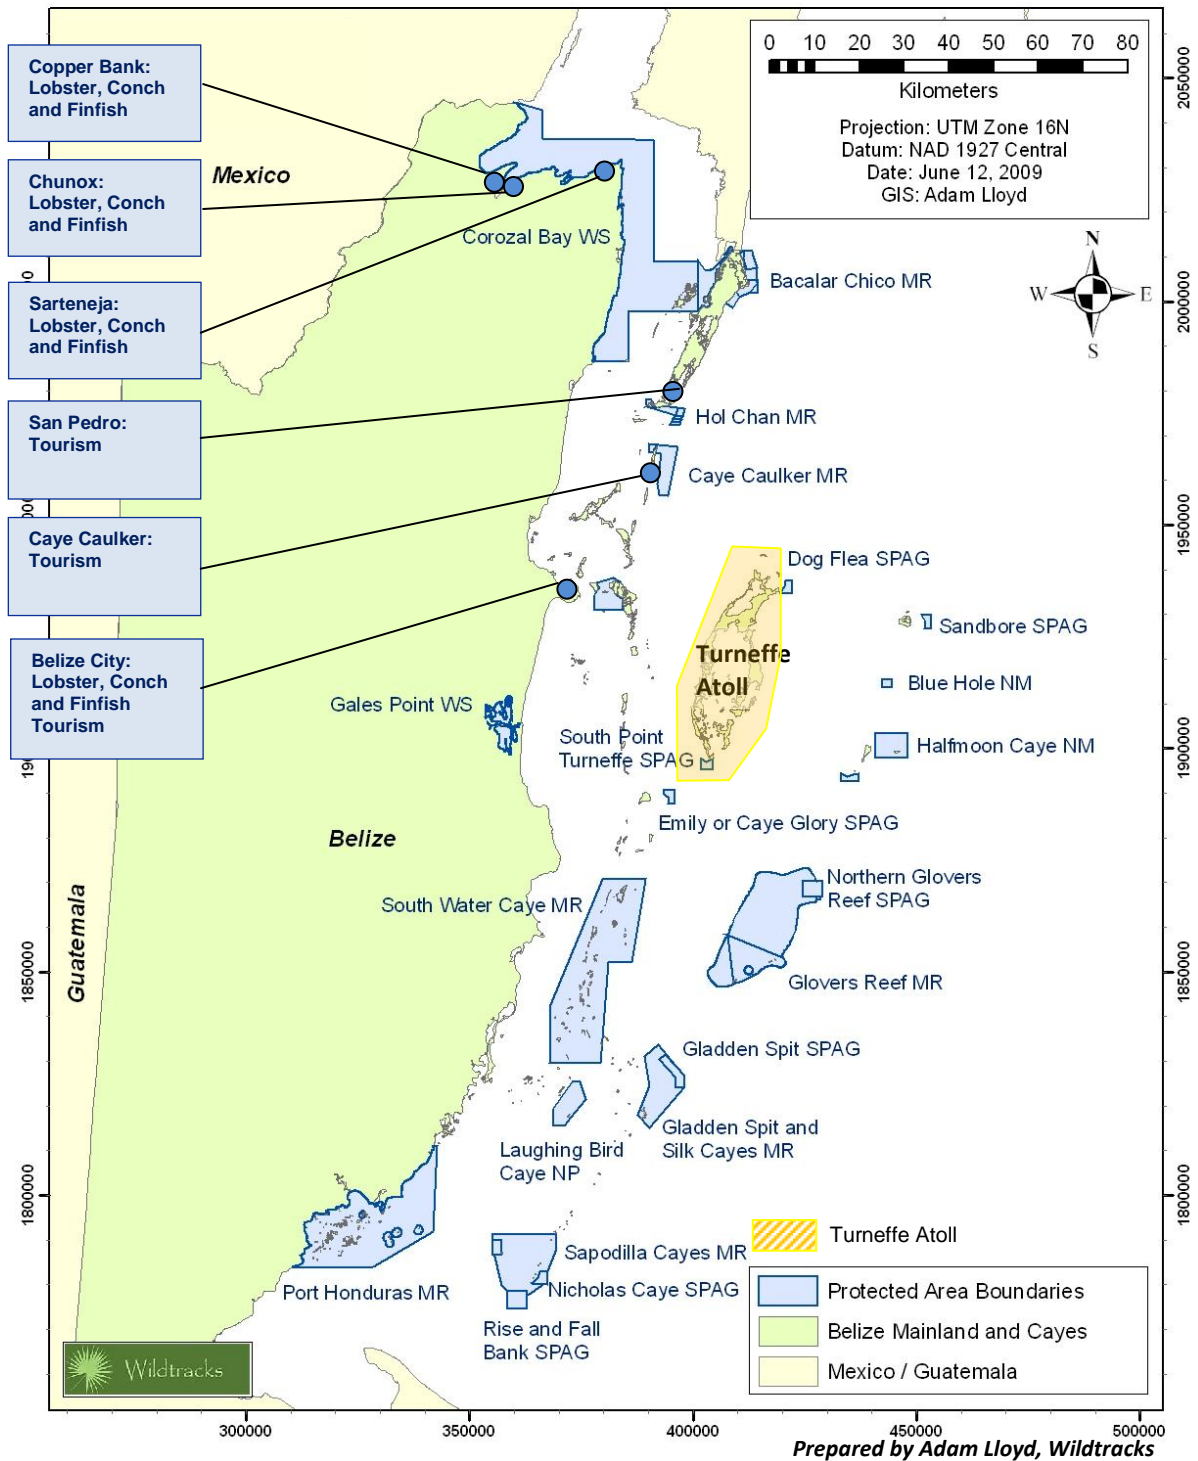 Copper Bank:
Lobster, Conch
and Finfish
Chunox:
Lobster, Conch
and Finfish
Sarteneja:
Lobster, Conch
and Finfish
San Pedro:
Tourism
Caye Caulker:
Tourism
Belize City:
Lobster, Conch
and Finfish
Tourism
0 10 20 30 40 50 60 70 80
Kilometers
Projection: UTM Zone 16N
Datum: NAD 1927 Central
Date: June 12, 2009
GIS: Adam Lloyd
N
W E
S
Mexico
Corozal Bay WS
Bacalar Chico MR
Hol Chan MR
Caye Caulker MR
Dog Flea SPAG
Sandbore SPAG
Turneffe
Atoll
Blue Hole NM
Gales Point WS
South Point
Turneffe SPAG
Halfmoon Caye NM
Emily or Caye Glory SPAG
Belize
Guatemala
Northern Glovers
Reef SPAG
South Water Caye MR
Glovers Reef MR
Gladden Spit SPAG
Gladden Spit and
Silk Cayes MR
Laughing Bird
Caye NP
Port Honduras MR
Sapodilla Cayes MR
Nicholas Caye SPAG
Rise and Fall
Bank SPAG
Turneffe Atoll
Protected Area Boundaries
Belize Mainland and Cayes
Mexico / Guatemala
Wildtracks
2050000
2000000
1950000
1900000
1850000
1800000
1850000
1800000
300000 350000 400000 450000 500000
Prepared by Adam Lloyd, Wildtracks